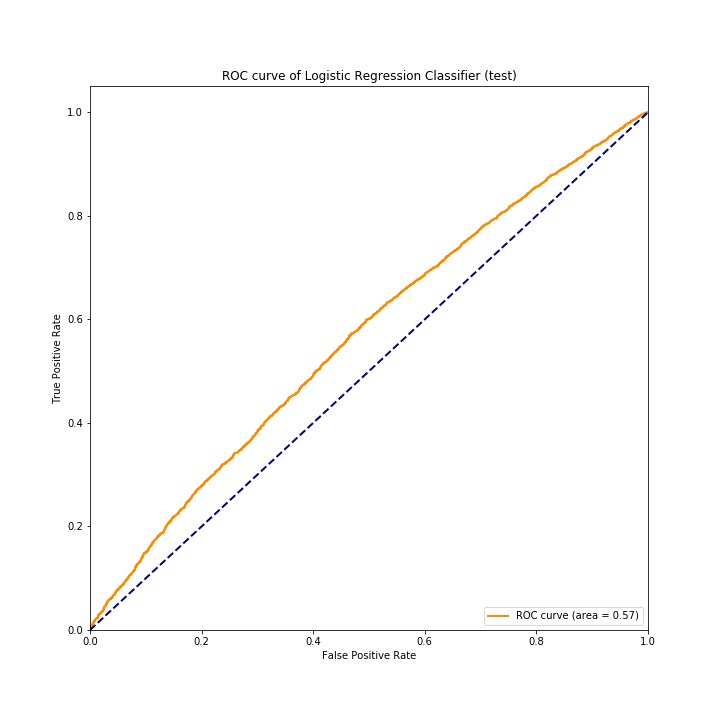 ROC curve of Logistic Regression Classifier (test)
True Positive Rate
1.0
0.8
0.6
0.4
0.2
0.0
0.0 0.2 0.4 0.6 0.8 1.0
False Positive Rate
ROC curve (area = 0.57)